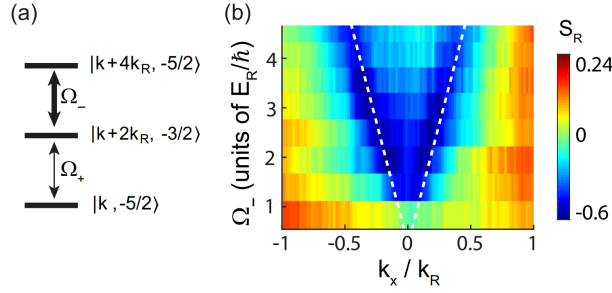 (a)
|k+4k_R, -5/2⟩
Ω_-
|k+2k_R, -3/2⟩
Ω_+
|k, -5/2⟩
(b)
Ω_- (units of E_R/ħ)
4
3
2
1
-1
-0.5
0
0.5
1
k_x / k_R
S_R
0.24
0
-0.6